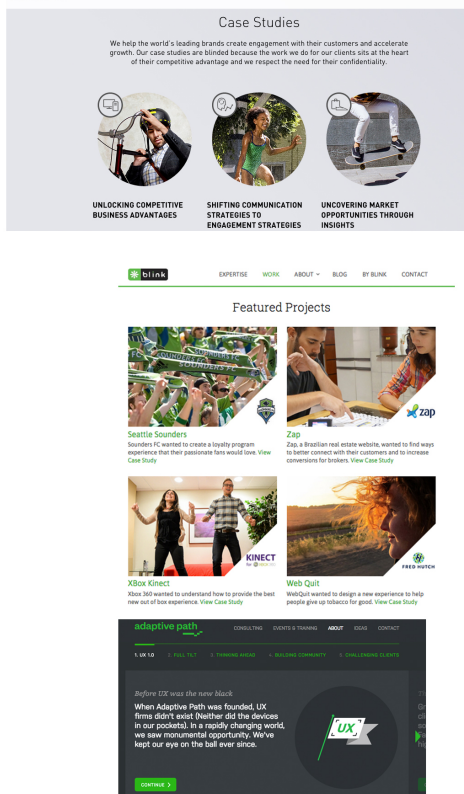 Case Studies
We help the world's leading brands create engagement with their customers and accelerate
growth. Our case studies are blinded because the work we do for our clients sits at the heart
of their competitive advantage and we respect the need for their confidentiality.
UNLOCKING COMPETITIVE
BUSINESS ADVANTAGES
SHIFTING COMMUNICATION
STRATEGIES TO
ENGAGEMENT STRATEGIES
UNCOVERING MARKET
OPPORTUNITIES THROUGH
INSIGHTS
blink EXPERTISE WORK ABOUT BLOG BY BLINK CONTACT
Featured Projects
SOUNDERS FC
SOUNDERS FC
zap
Seattle Sounders
Sounders FC wanted to create a loyalty program
experience that their passionate fans would love. View
Case Study
Zap
Zap, a Brazilian real estate website, wanted to find ways
to better connect with their customers and to increase
conversions for brokers. View Case Study
KINECT
for XBOX 360
FRED HUTCH
XBox Kinect
Xbox 360 wanted to understand how to provide the best
new out of box experience. View Case Study
Web Quit
WebQuit wanted to design a new experience to help
people give up tobacco for good. View Case Study
adaptive path CONSULTING EVENTS & TRAINING ABOUT IDEAS CONTACT
1. UX 1.0 2. FULL TILT 3. THINKING AHEAD 4. BUILDING COMMUNITY 5. CHALLENGING CLIENTS
Before UX was the new black
When Adaptive Path was founded, UX
firms didn't exist (Neither did the devices
in our pockets). In a rapidly changing world,
we saw monumental opportunity. We've
kept our eye on the ball ever since.
UX
CONTINUE >